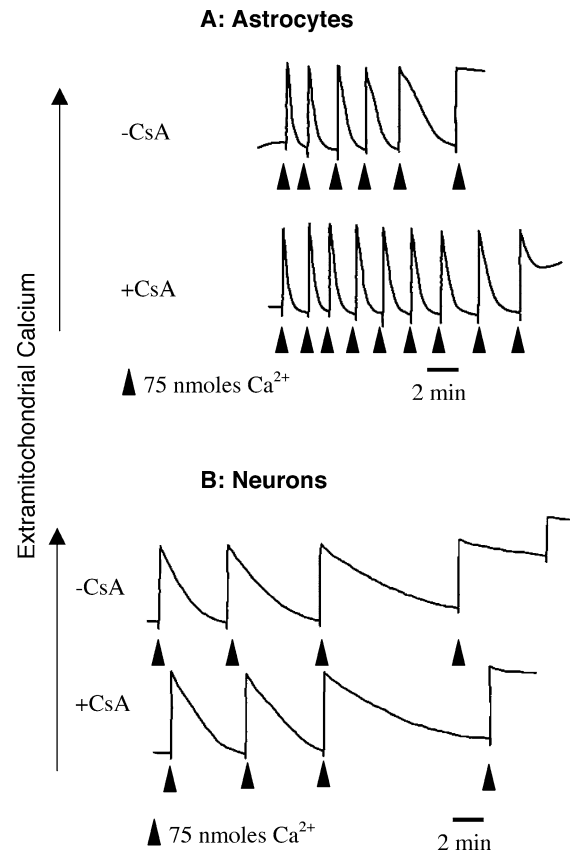 A: Astrocytes
-CsA
+CsA
75 nmoles Ca²⁺
2 min
Extramitochondrial Calcium
B: Neurons
-CsA
+CsA
75 nmoles Ca²⁺
2 min